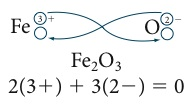 Fe 3+ O 2−
Fe₂O₃
2(3+) + 3(2−) = 0